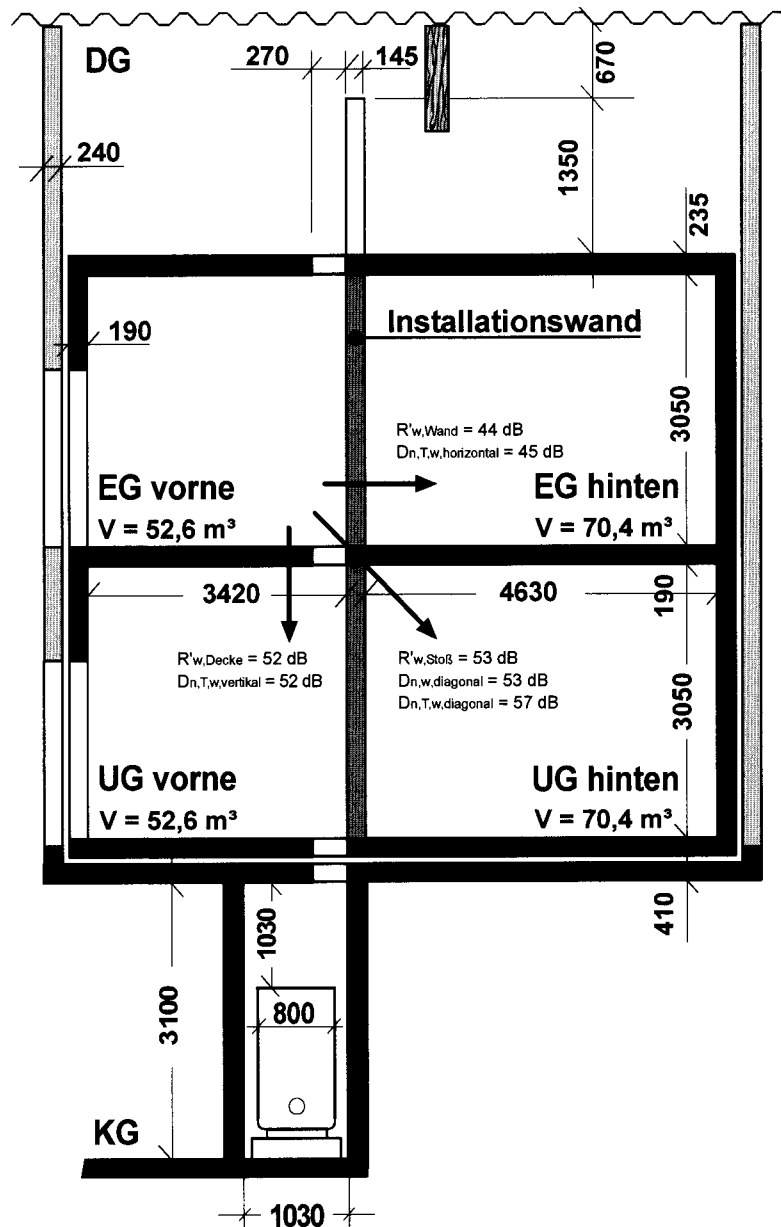 DG
270
145
670
240
1350
235
Installationswand
190
3050
R'w,Wand = 44 dB
Dn,T,w,horizontal = 45 dB
EG vorne
V = 52,6 m³
EG hinten
V = 70,4 m³
3420
4630
190
R'w,Decke = 52 dB
Dn,T,w,vertikal = 52 dB
R'w,Stoß = 53 dB
Dn,w,diagonal = 53 dB
Dn,T,w,diagonal = 57 dB
3050
UG vorne
V = 52,6 m³
UG hinten
V = 70,4 m³
410
1030
3100
800
KG
1030